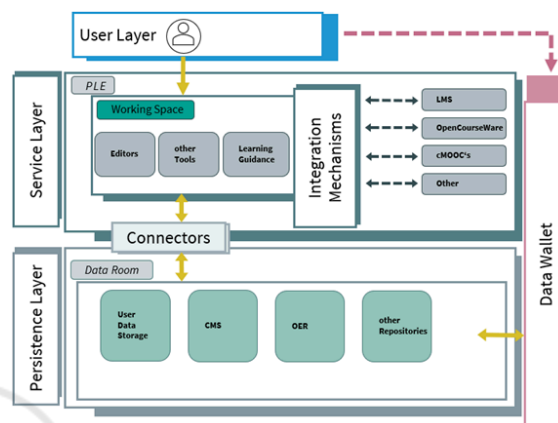 User Layer
PLE
Working Space
Editors
other
Tools
Learning
Guidance
Integration
Mechanisms
LMS
OpenCourseWare
cMOOC's
Other
Service Layer
Connectors
Data Room
User
Data
Storage
CMS
OER
other
Repositories
Persistence Layer
Data Wallet